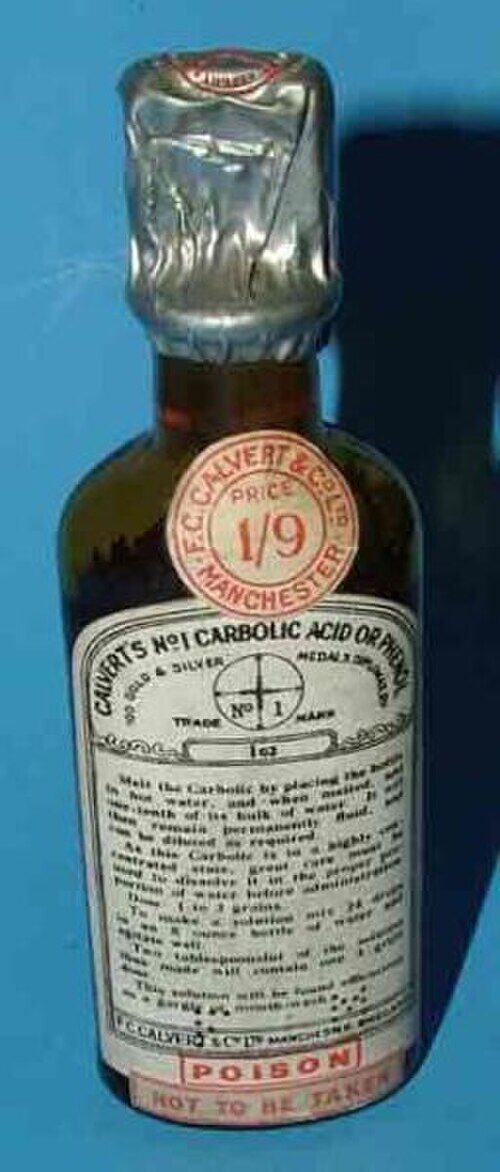 F. C. CALVERT & CO. LTD
PRICE
1/9
MANCHESTER
CALVERT'S No 1 CARBOLIC ACID OR PHENOL
100 GOLD & SILVER MEDALS DIPLOMAS &c
TRADE No 1 MARK
1 oz
Melt the Carbolic by placing the bottle
in hot water, and when melted, add
one-tenth of its bulk of water. It will
then remain permanently fluid, and
can be diluted as required.
As this Carbolic is in a highly con-
centrated state, great care must be
used to dissolve it in the proper pro-
portion of water before administration
Dose 1 to 3 grains.
To make a solution mix 24 drops
in an 8 ounce bottle of water and
agitate well.
Two tablespoonsful of the
thus made will contain one
This solution will be found
as a gargle or mouth-wash
F. C. CALVERT & Co LTD MANCHESTER
POISON
NOT TO BE TAKEN